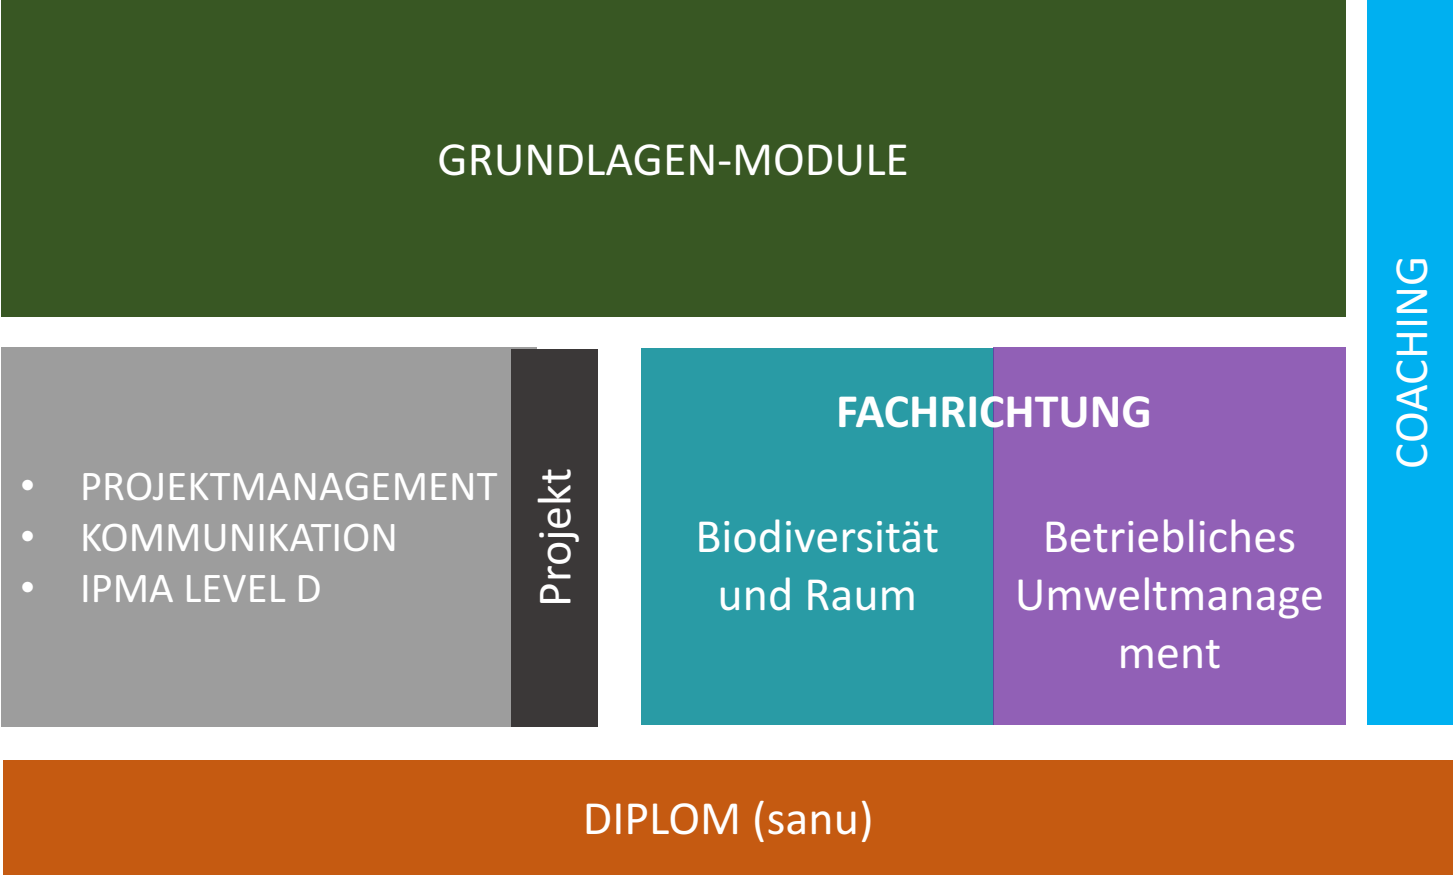 GRUNDLAGEN-MODULE
COACHING
• PROJEKTMANAGEMENT
• KOMMUNIKATION
• IPMA LEVEL D
Projekt
FACHRICHTUNG
Biodiversität
und Raum
Betriebliches
Umweltmanage
ment
DIPLOM (sanu)